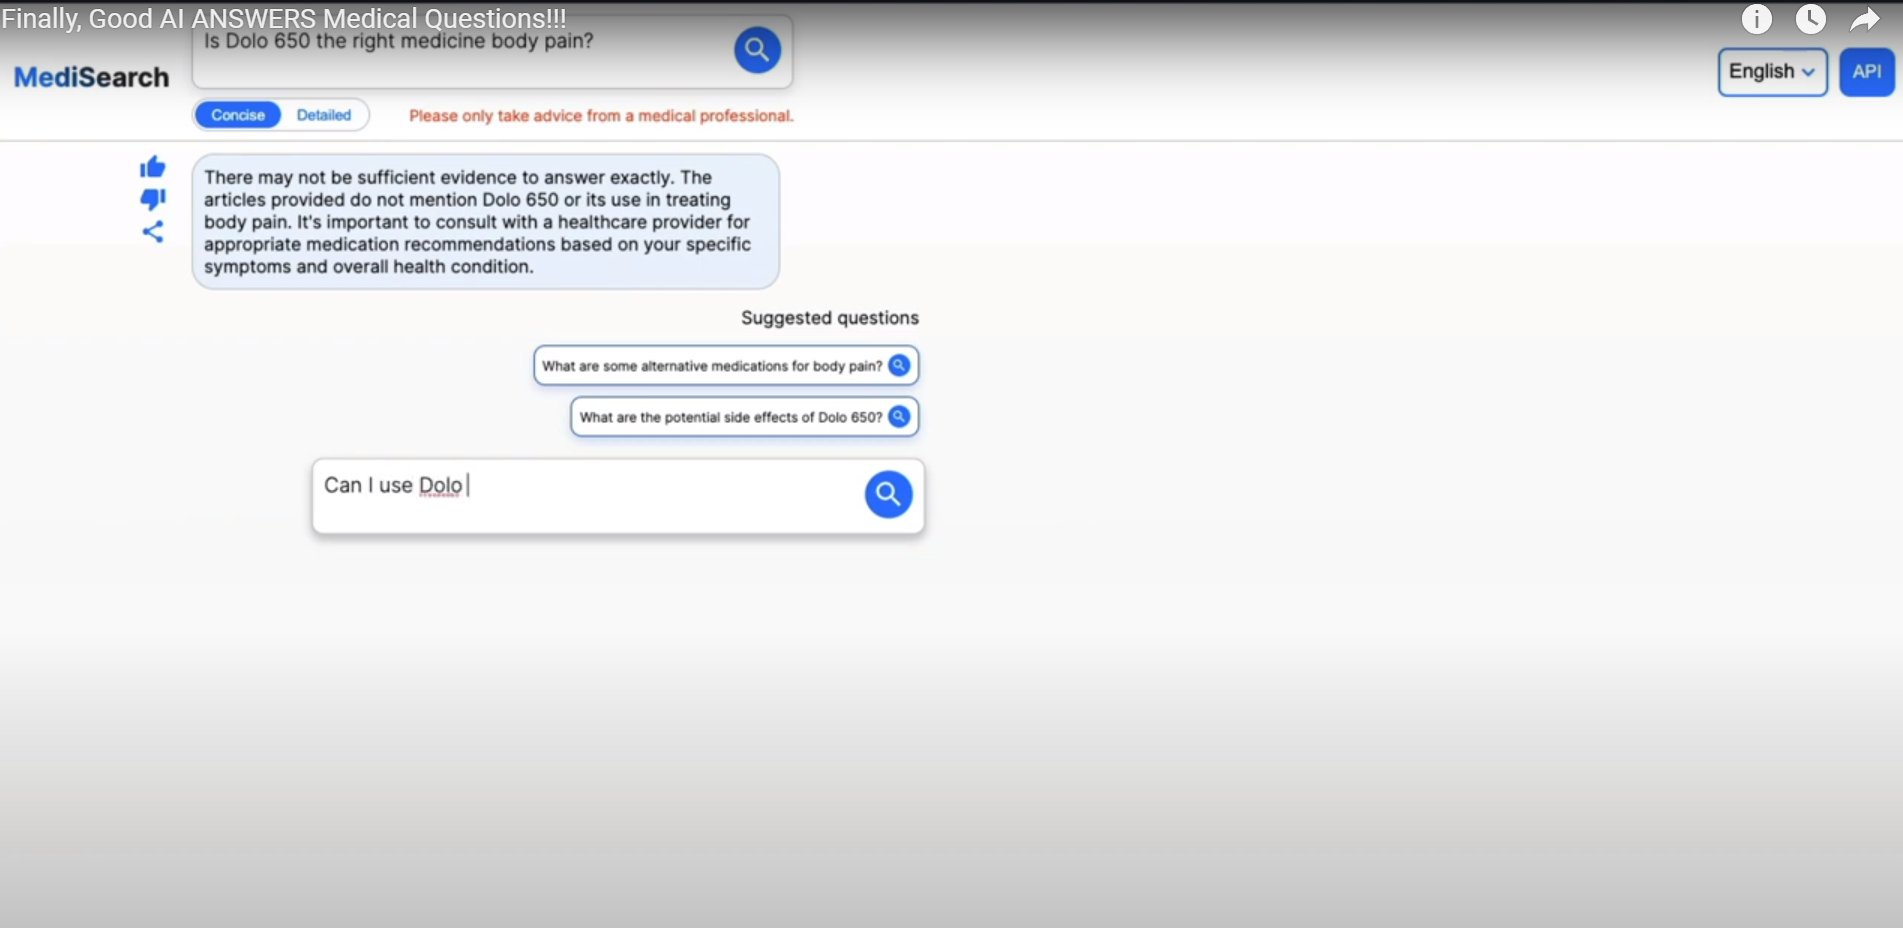 Finally, Good AI ANSWERS Medical Questions!!!
Is Dolo 650 the right medicine body pain?
MediSearch
English
API
Concise
Detailed
Please only take advice from a medical professional.
There may not be sufficient evidence to answer exactly. The
articles provided do not mention Dolo 650 or its use in treating
body pain. It's important to consult with a healthcare provider for
appropriate medication recommendations based on your specific
symptoms and overall health condition.
Suggested questions
What are some alternative medications for body pain?
What are the potential side effects of Dolo 650?
Can I use Dolo